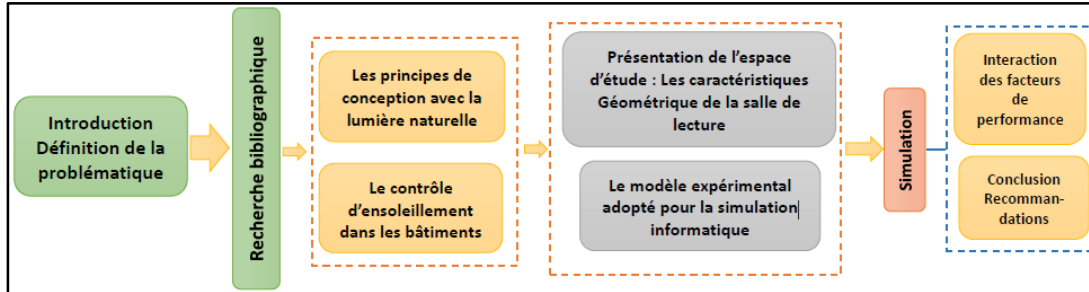 Introduction
Définition de la
problématique
Recherche bibliographique
Les principes de
conception avec la
lumière naturelle
Le contrôle
d'ensoleillement
dans les bâtiments
Présentation de l'espace
d'étude : Les caractéristiques
Géométrique de la salle de
lecture
Le modèle expérimental
adopté pour la simulation
informatique
Simulation
Interaction
des facteurs
de
performance
Conclusion
Recomman-
dations